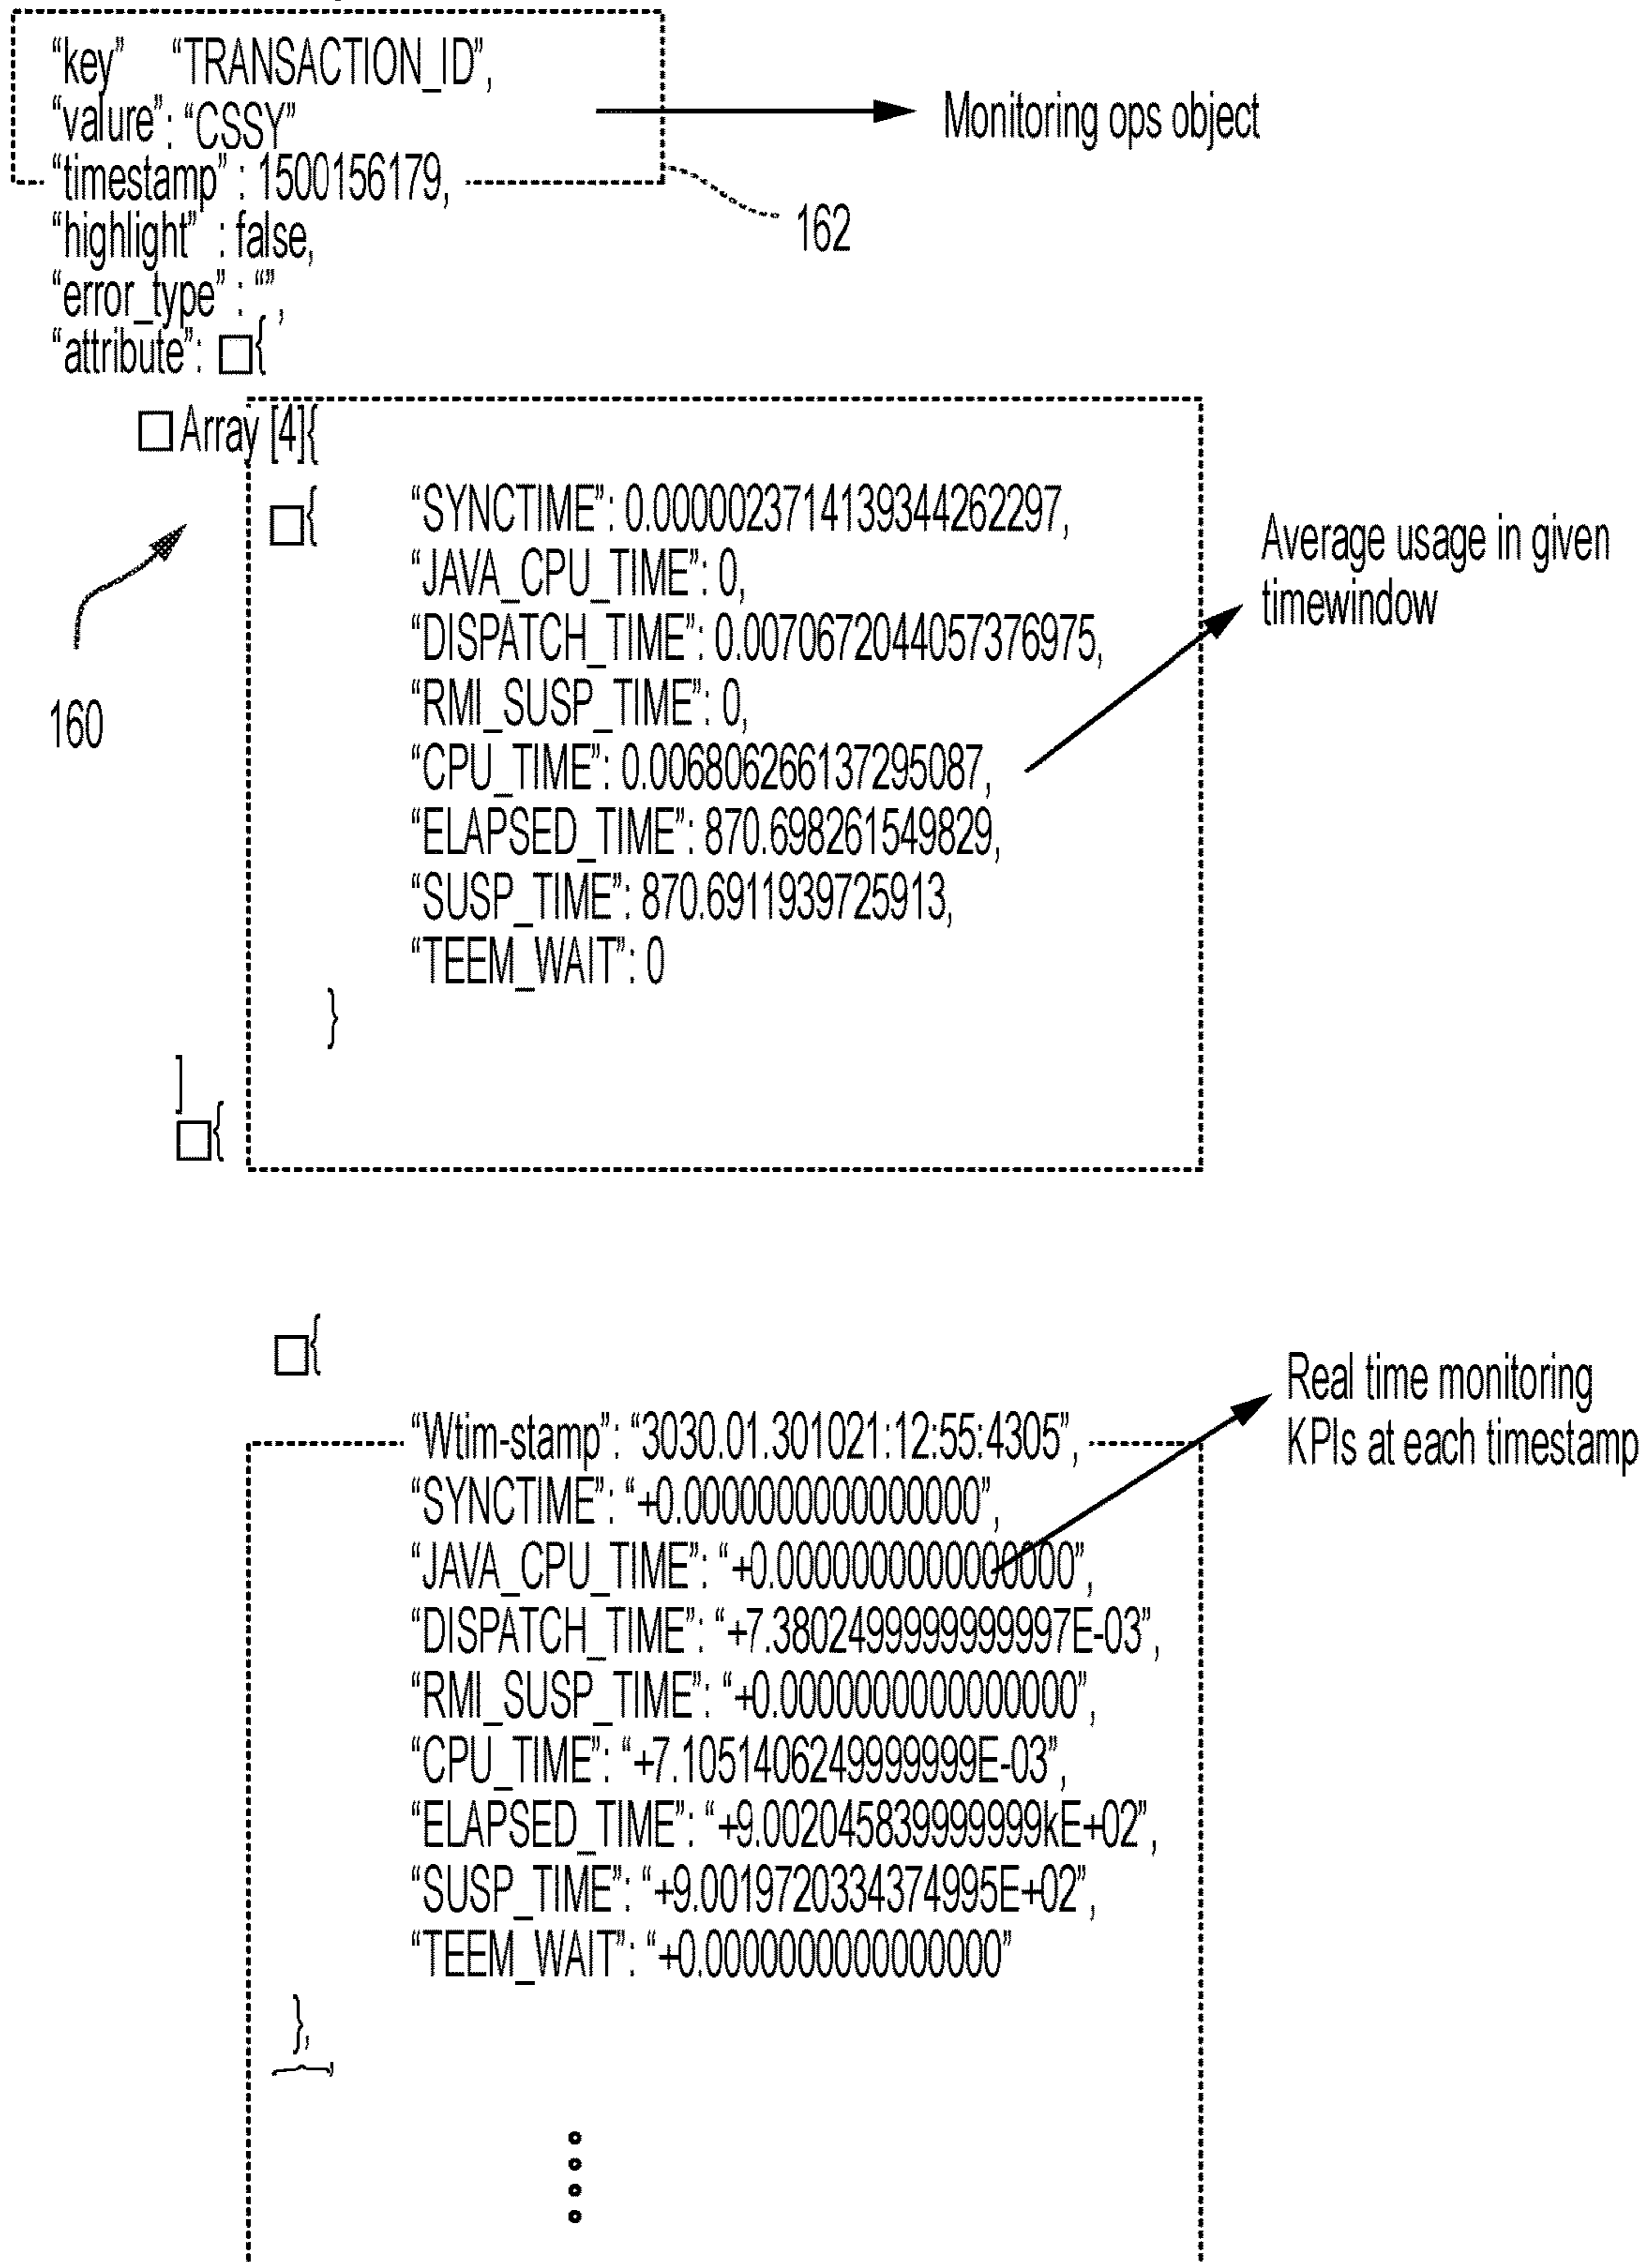 “key” “TRANSACTION_ID”,
“valure”: “CSSY”
Monitoring ops object
“timestamp” : 1500156179,
162
“highlight” : false,
“error_type” : “”,
“attribute”: □{
□ Array [4]{
□{
“SYNCTIME”: 0.0000023714139344262297,
“JAVA_CPU_TIME”: 0,
“DISPATCH_TIME”: 0.0070672044057376975,
“RMI_SUSP_TIME”: 0,
“CPU_TIME”: 0.006806266137295087,
“ELAPSED_TIME”: 870.698261549829,
“SUSP_TIME”: 870.6911939725913,
“TEEM_WAIT”: 0
}
]
□{
Average usage in given
timewindow
160
□{
“Wtim-stamp”: “3030.01.301021:12:55:4305”,
“SYNCTIME”: “+0.0000000000000000”,
“JAVA_CPU_TIME”: “+0.0000000000000000”,
“DISPATCH_TIME”: “+7.3802499999999997E-03”,
“RMI_SUSP_TIME”: “+0.0000000000000000”,
“CPU_TIME”: “+7.1051406249999999E-03”,
“ELAPSED_TIME”: “+9.002045839999999kE+02”,
“SUSP_TIME”: “+9.0019720334374995E+02”,
“TEEM_WAIT”: “+0.0000000000000000”
},
Real time monitoring
KPIs at each timestamp